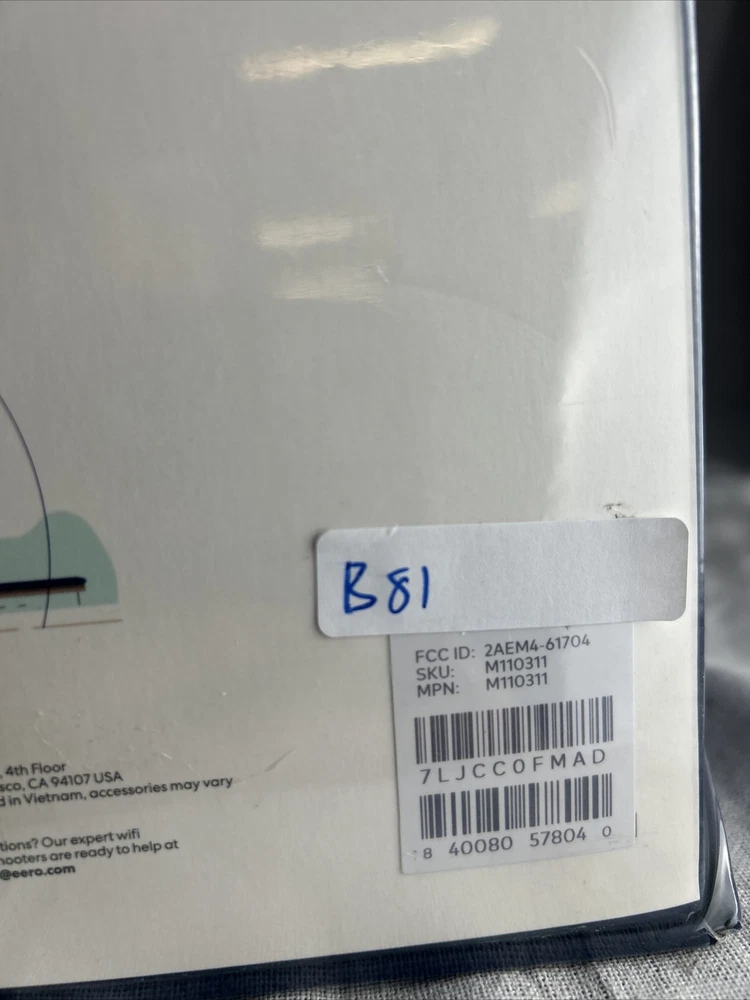 B81
FCC ID: 2AEM4-61704
SKU: M110311
MPN: M110311
7LJCC0FMAD
8 40080 57804 0
, 4th Floor
sco, CA 94107 USA
d in Vietnam, accessories may vary
tions? Our expert wifi
hooters are ready to help at
@eero.com